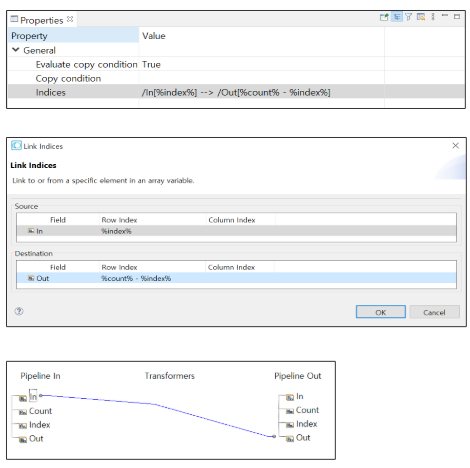 Properties
Property Value
General
Evaluate copy condition True
Copy condition
Indices /In[%index%] --> /Out[%count% - %index%]
Link Indices
Link Indices
Link to or from a specific element in an array variable.
Source
Field Row Index Column Index
In %index%
Destination
Field Row Index Column Index
Out %count% - %index%
OK Cancel
Pipeline In Transformers Pipeline Out
In In
Count Count
Index Index
Out Out